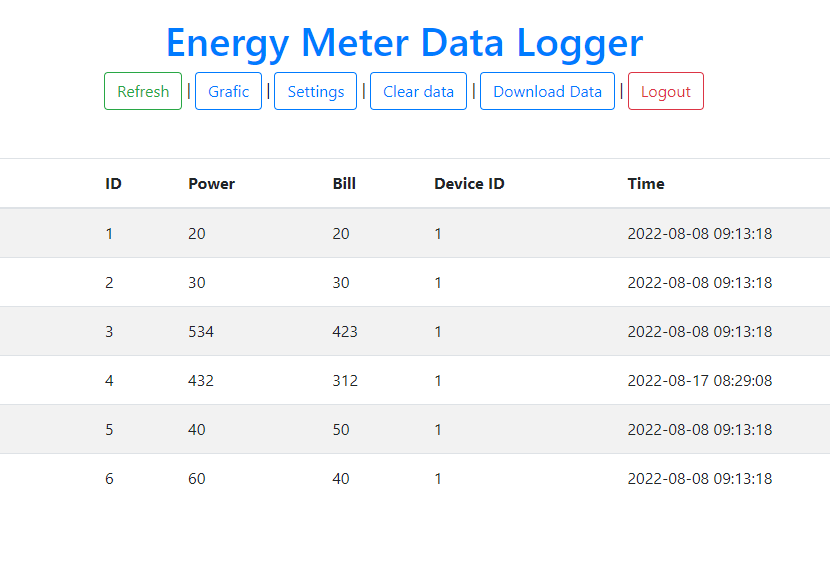 Energy Meter Data Logger
Refresh | Grafic | Settings | Clear data | Download Data | Logout
ID Power Bill Device ID Time
1 20 20 1 2022-08-08 09:13:18
2 30 30 1 2022-08-08 09:13:18
3 534 423 1 2022-08-08 09:13:18
4 432 312 1 2022-08-17 08:29:08
5 40 50 1 2022-08-08 09:13:18
6 60 40 1 2022-08-08 09:13:18